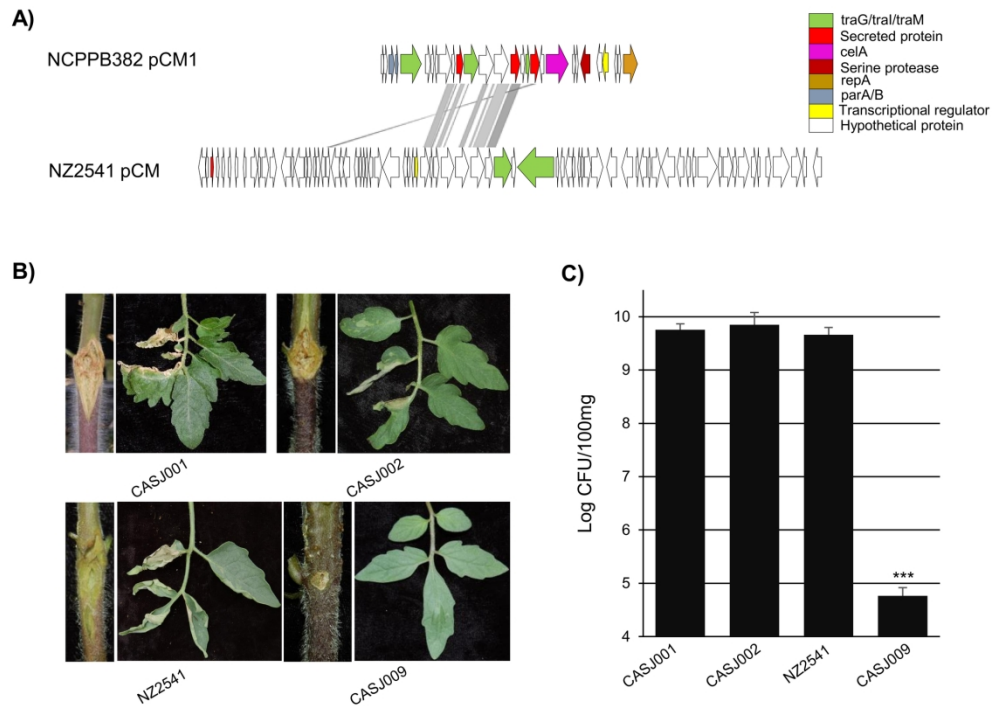 A)
NCPPB382 pCM1
NZ2541 pCM
traG/traI/traM
Secreted protein
celA
Serine protease
repA
parA/B
Transcriptional regulator
Hypothetical protein
B)
CASJ001
CASJ002
NZ2541
CASJ009
C)
Log CFU/100mg
10
9
8
7
6
5
4
***
CASJ001
CASJ002
NZ2541
CASJ009